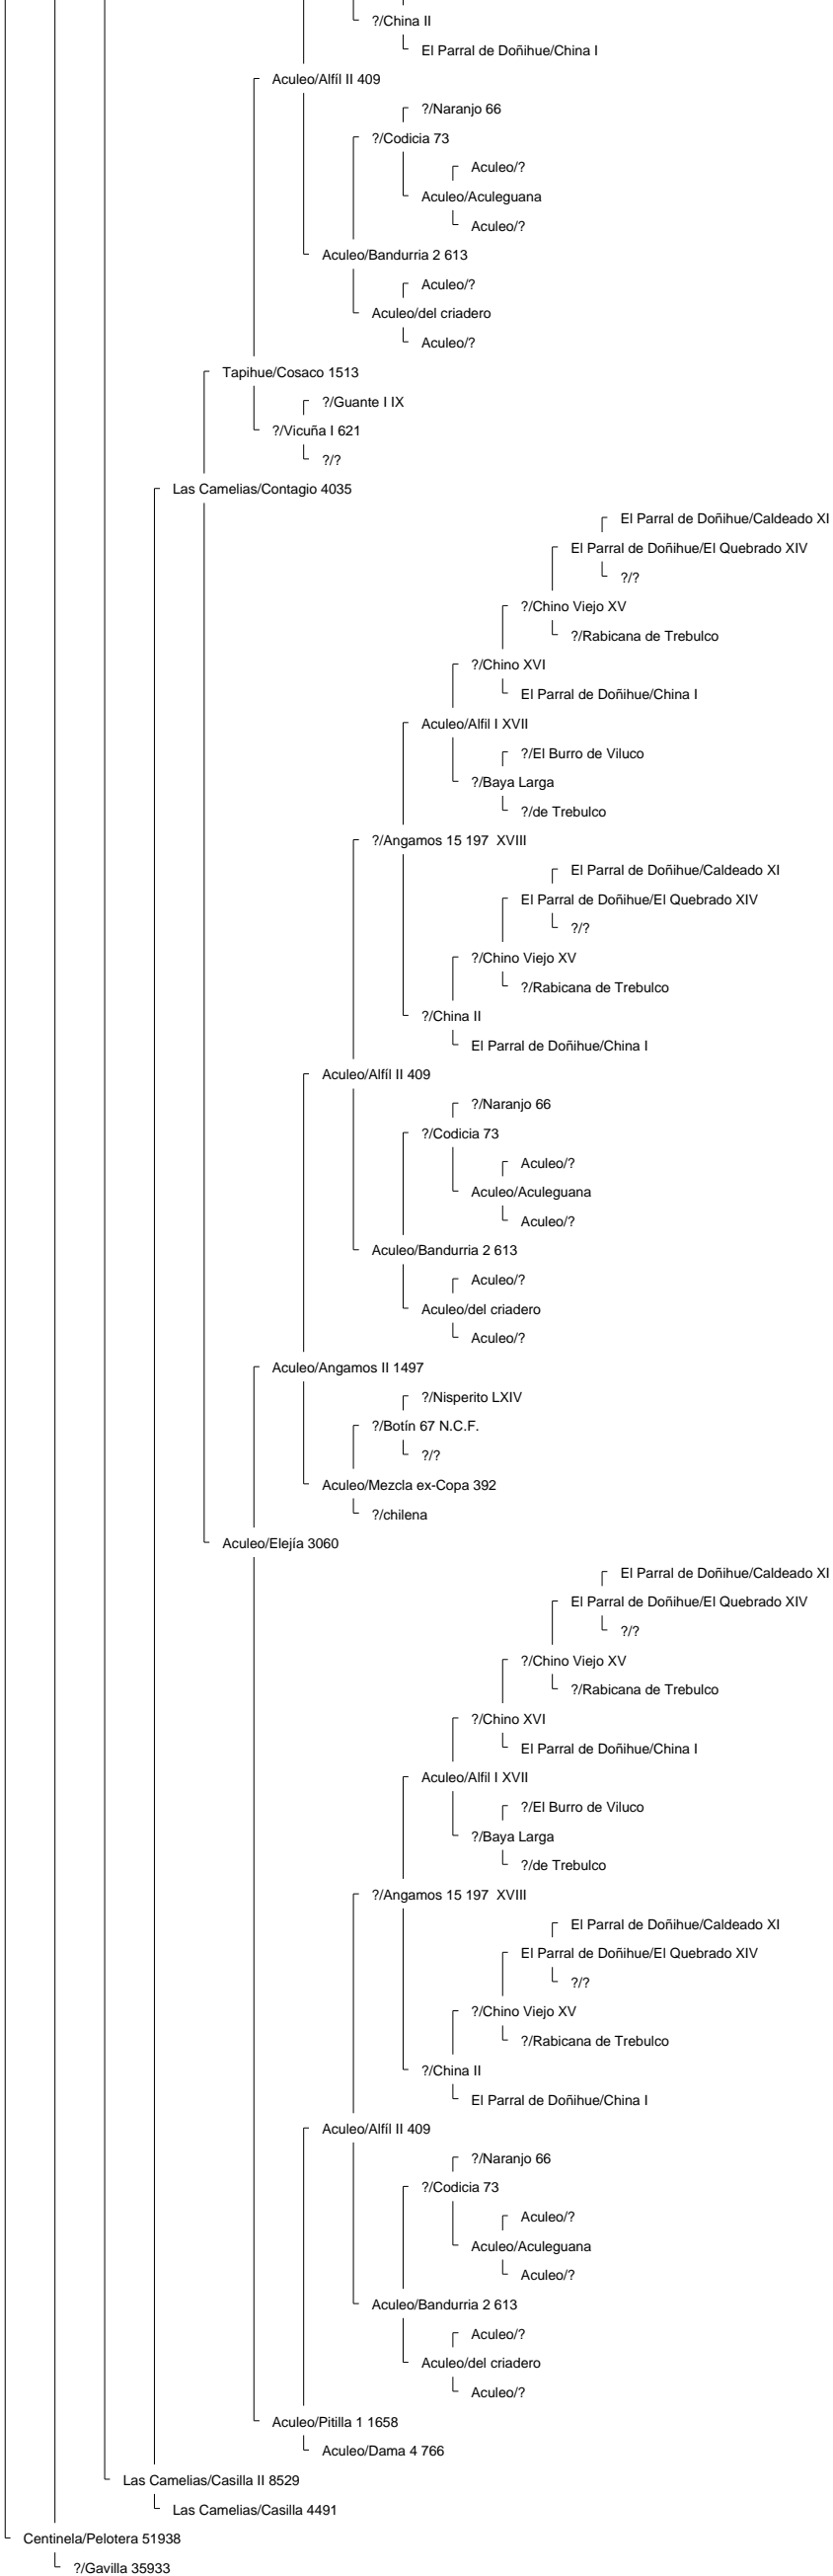 ?/China II
El Parral de Doñihue/China I
Aculeo/Alfíl II 409
?/Naranjo 66
?/Codicia 73
Aculeo/?
Aculeo/Aculeguana
Aculeo/?
Aculeo/Bandurria 2 613
Aculeo/?
Aculeo/del criadero
Aculeo/?
Tapihue/Cosaco 1513
?/Guante I IX
?/Vicuña I 621
?/?
Las Camelias/Contagio 4035
El Parral de Doñihue/Caldeado XI
El Parral de Doñihue/El Quebrado XIV
?/?
?/Chino Viejo XV
?/Rabicana de Trebulco
?/Chino XVI
El Parral de Doñihue/China I
Aculeo/Alfil I XVII
?/El Burro de Viluco
?/Baya Larga
?/de Trebulco
?/Angamos 15 197  XVIII
El Parral de Doñihue/Caldeado XI
El Parral de Doñihue/El Quebrado XIV
?/?
?/Chino Viejo XV
?/Rabicana de Trebulco
?/China II
El Parral de Doñihue/China I
Aculeo/Alfíl II 409
?/Naranjo 66
?/Codicia 73
Aculeo/?
Aculeo/Aculeguana
Aculeo/?
Aculeo/Bandurria 2 613
Aculeo/?
Aculeo/del criadero
Aculeo/?
Aculeo/Angamos II 1497
?/Nisperito LXIV
?/Botín 67 N.C.F.
?/?
Aculeo/Mezcla ex-Copa 392
?/chilena
Aculeo/Elejía 3060
El Parral de Doñihue/Caldeado XI
El Parral de Doñihue/El Quebrado XIV
?/?
?/Chino Viejo XV
?/Rabicana de Trebulco
?/Chino XVI
El Parral de Doñihue/China I
Aculeo/Alfil I XVII
?/El Burro de Viluco
?/Baya Larga
?/de Trebulco
?/Angamos 15 197  XVIII
El Parral de Doñihue/Caldeado XI
El Parral de Doñihue/El Quebrado XIV
?/?
?/Chino Viejo XV
?/Rabicana de Trebulco
?/China II
El Parral de Doñihue/China I
Aculeo/Alfíl II 409
?/Naranjo 66
?/Codicia 73
Aculeo/?
Aculeo/Aculeguana
Aculeo/?
Aculeo/Bandurria 2 613
Aculeo/?
Aculeo/del criadero
Aculeo/?
Aculeo/Pitilla 1 1658
Aculeo/Dama 4 766
Las Camelias/Casilla II 8529
Las Camelias/Casilla 4491
Centinela/Pelotera 51938
?/Gavilla 35933